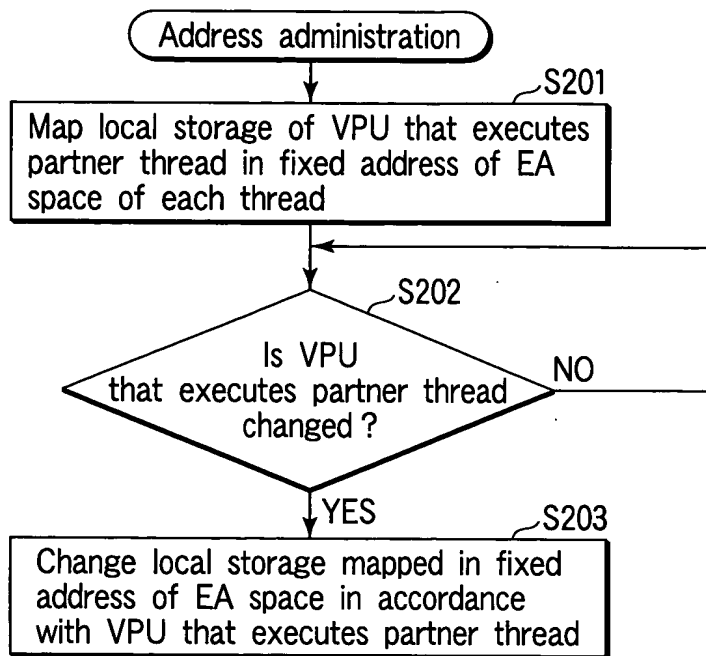 Address administration
S201
Map local storage of VPU that executes
partner thread in fixed address of EA
space of each thread
S202
Is VPU
that executes partner thread
changed?
NO
YES
S203
Change local storage mapped in fixed
address of EA space in accordance
with VPU that executes partner thread